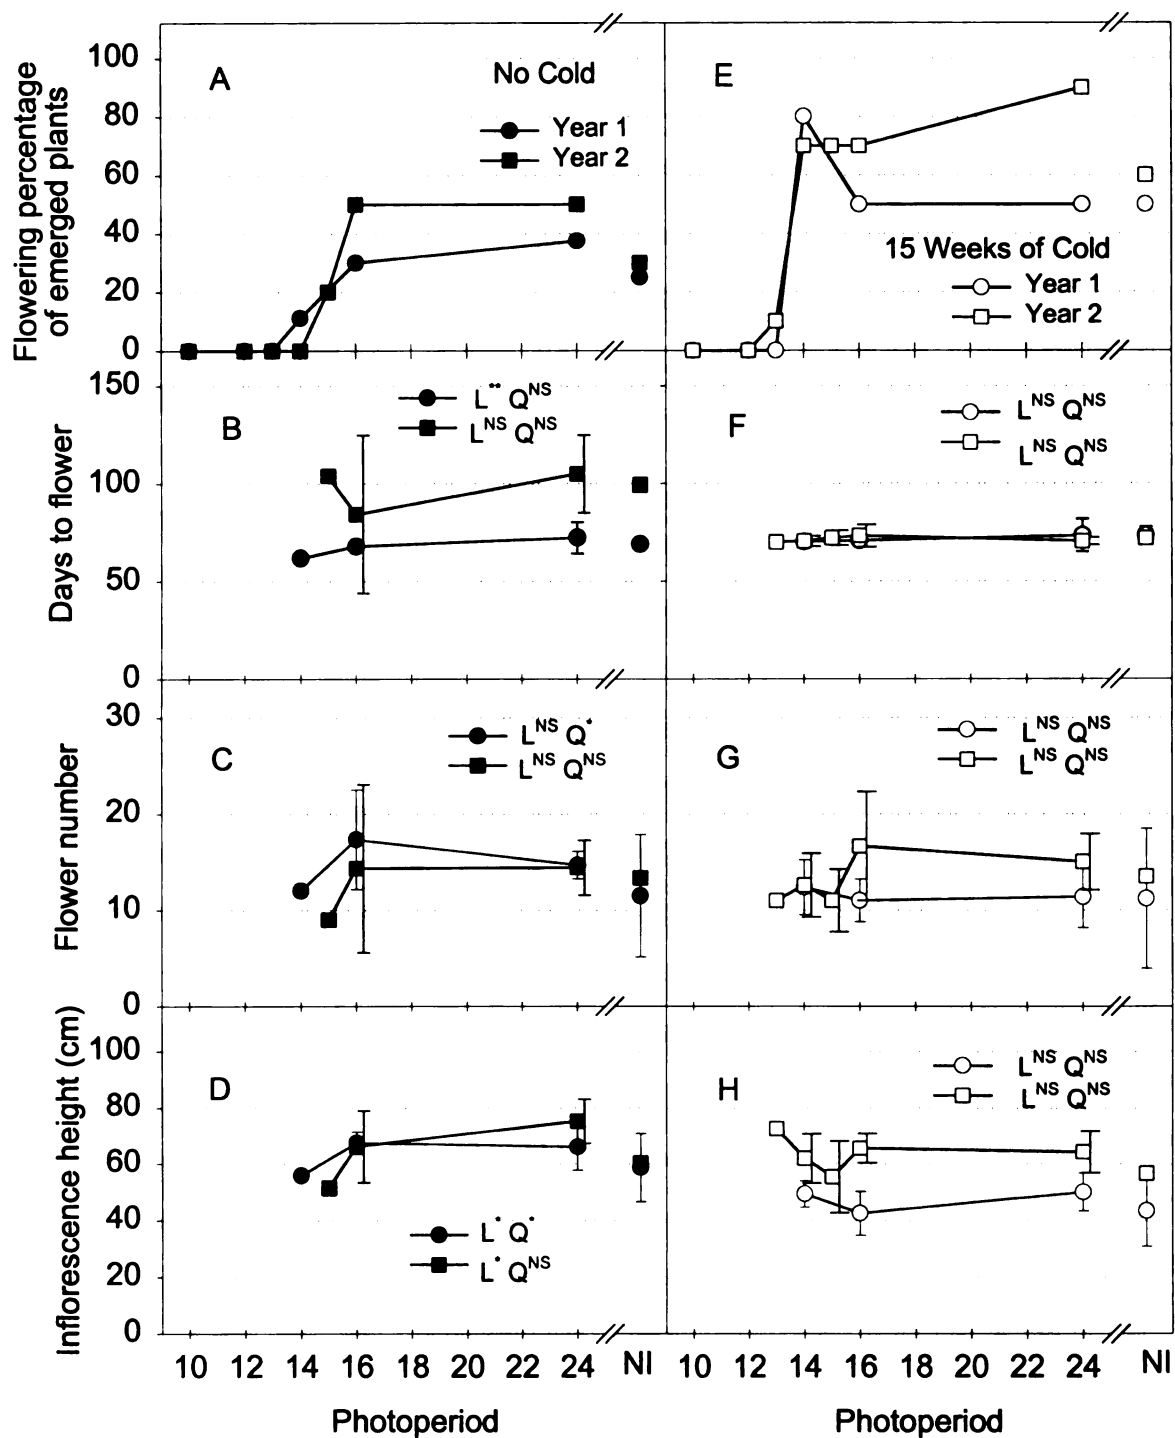 Flowering percentage
of emerged plants
100
80
60
40
20
0
A
No Cold
Year 1
Year 2
E
15 Weeks of Cold
Year 1
Year 2
Days to flower
150
100
50
0
B
L** Q^NS
L^NS Q^NS
F
L^NS Q^NS
L^NS Q^NS
Flower number
30
20
10
0
C
L^NS Q*
L^NS Q^NS
G
L^NS Q^NS
L^NS Q^NS
Inflorescence height (cm)
100
80
60
40
20
0
D
L* Q*
L* Q^NS
H
L^NS Q^NS
L^NS Q^NS
10 12 14 16 18 20 22 24 NI
10 12 14 16 18 20 22 24 NI
Photoperiod
Photoperiod